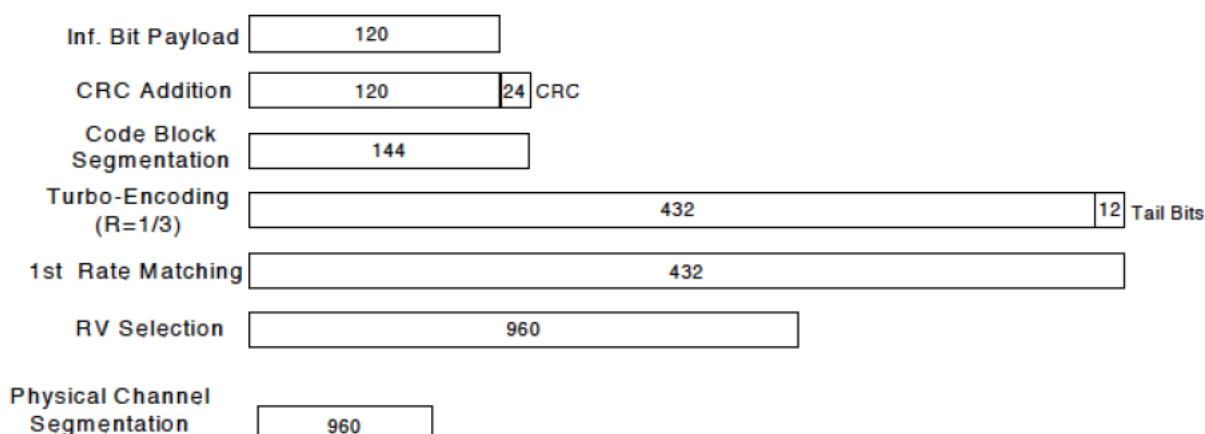 Inf. Bit Payload 120
CRC Addition 120 24 CRC
Code Block
Segmentation 144
Turbo-Encoding
(R=1/3) 432 12 Tail Bits
1st Rate Matching 432
RV Selection 960
Physical Channel
Segmentation 960